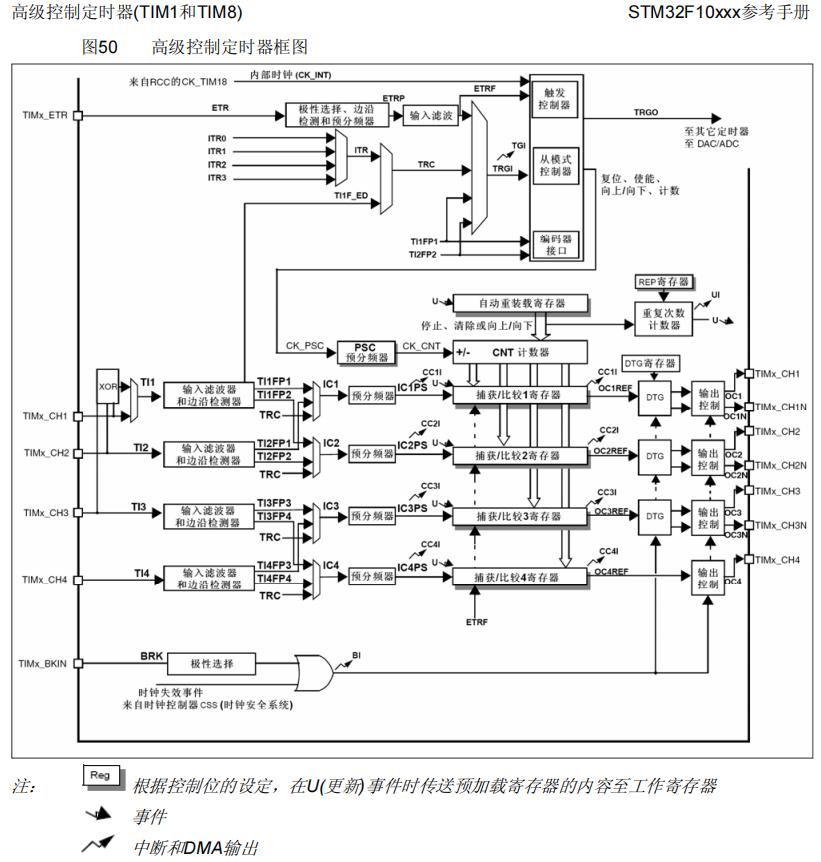 高级控制定时器(TIM1和TIM8) STM32F10xxx参考手册
图50 高级控制定时器框图
内部时钟 (CK_INT)
来自RCC的CK_TIM18
触发
控制器
TRGO
至其它定时器
至 DAC/ADC
TIMx_ETR
ETR
极性选择、边沿
检测和预分频器
ETRP
输入滤波
ETRF
ITR0
ITR1
ITR2
ITR3
ITR
TRC
TI1F_ED
TGI
TRGI
从模式
控制器
复位、使能、
向上/向下、计数
TI1FP1
TI2FP2
编码器
接口
REP 寄存器
UI
U
自动重装载寄存器
重复次数
计数器
U
停止、清除或向上/向下
CK_PSC
PSC
预分频器
CK_CNT
+/-
CNT 计数器
DTG寄存器
XOR
TI1
输入滤波器
和边沿检测器
TI1FP1
TI1FP2
TRC
IC1
预分频器
IC1PS
CC1I
U
捕获/比较1寄存器
CC1I
OC1REF
DTG
输出
控制
OC1
OC1N
TIMx_CH1
TIMx_CH1N
TIMx_CH1
TIMx_CH2
TI2
输入滤波器
和边沿检测器
TI2FP1
TI2FP2
TRC
IC2
预分频器
IC2PS
CC2I
U
捕获/比较2寄存器
CC2I
OC2REF
DTG
输出
控制
OC2
OC2N
TIMx_CH2
TIMx_CH2N
TIMx_CH3
TI3
输入滤波器
和边沿检测器
TI3FP3
TI3FP4
TRC
IC3
预分频器
IC3PS
CC3I
U
捕获/比较3寄存器
CC3I
OC3REF
DTG
输出
控制
OC3
OC3N
TIMx_CH3
TIMx_CH3N
TIMx_CH4
TI4
输入滤波器
和边沿检测器
TI4FP3
TI4FP4
TRC
IC4
预分频器
IC4PS
CC4I
U
捕获/比较4寄存器
CC4I
OC4REF
输出
控制
OC4
TIMx_CH4
ETRF
TIMx_BKIN
BRK
极性选择
BI
时钟失效事件
来自时钟控制器 CSS (时钟安全系统)
注: Reg 根据控制位的设定，在U(更新)事件时传送预加载寄存器的内容至工作寄存器
事件
中断和DMA输出